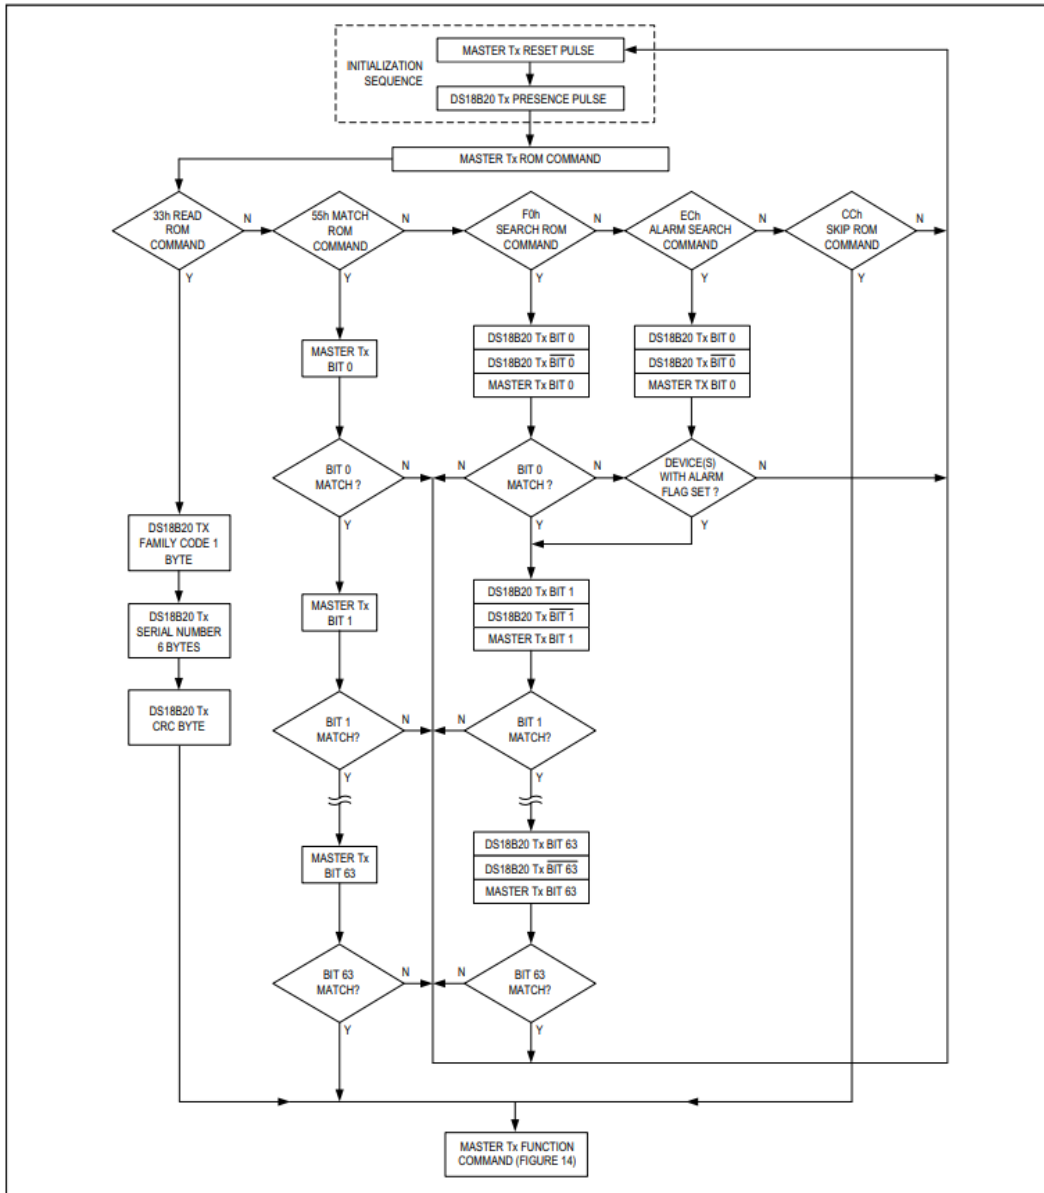 INITIALIZATION
SEQUENCE
MASTER Tx RESET PULSE
DS18B20 Tx PRESENCE PULSE
MASTER Tx ROM COMMAND
33h READ
ROM
COMMAND
N
Y
55h MATCH
ROM
COMMAND
N
Y
F0h
SEARCH ROM
COMMAND
N
Y
ECh
ALARM SEARCH
COMMAND
N
Y
CCh
SKIP ROM
COMMAND
N
Y
MASTER Tx
BIT 0
DS18B20 Tx BIT 0
DS18B20 Tx BIT 0
MASTER Tx BIT 0
DS18B20 Tx BIT 0
DS18B20 Tx BIT 0
MASTER TX BIT 0
BIT 0
MATCH ?
N
Y
N
BIT 0
MATCH ?
N
Y
DEVICE(S)
WITH ALARM
FLAG SET ?
N
Y
DS18B20 TX
FAMILY CODE 1
BYTE
DS18B20 Tx
SERIAL NUMBER
6 BYTES
DS18B20 Tx
CRC BYTE
MASTER Tx
BIT 1
DS18B20 Tx BIT 1
DS18B20 Tx BIT 1
MASTER Tx BIT 1
BIT 1
MATCH?
N
Y
N
BIT 1
MATCH?
Y
MASTER Tx
BIT 63
DS18B20 Tx BIT 63
DS18B20 Tx BIT 63
MASTER Tx BIT 63
BIT 63
MATCH?
N
Y
N
BIT 63
MATCH?
Y
MASTER Tx FUNCTION
COMMAND (FIGURE 14)